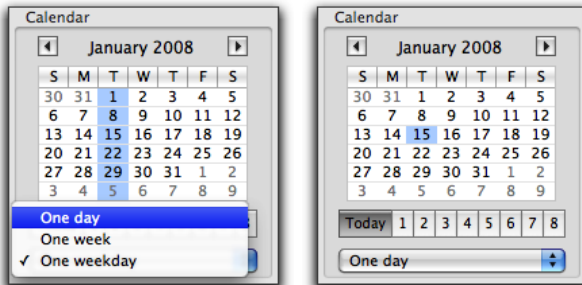 Calendar
January 2008
S M T W T F S
30 31 1 2 3 4 5
6 7 8 9 10 11 12
13 14 15 16 17 18 19
20 21 22 23 24 25 26
27 28 29 30 31 1 2
3 4 5 6 7 8 9
One day
One week
✓ One weekday
Calendar
January 2008
S M T W T F S
30 31 1 2 3 4 5
6 7 8 9 10 11 12
13 14 15 16 17 18 19
20 21 22 23 24 25 26
27 28 29 30 31 1 2
3 4 5 6 7 8 9
Today 1 2 3 4 5 6 7 8
One day